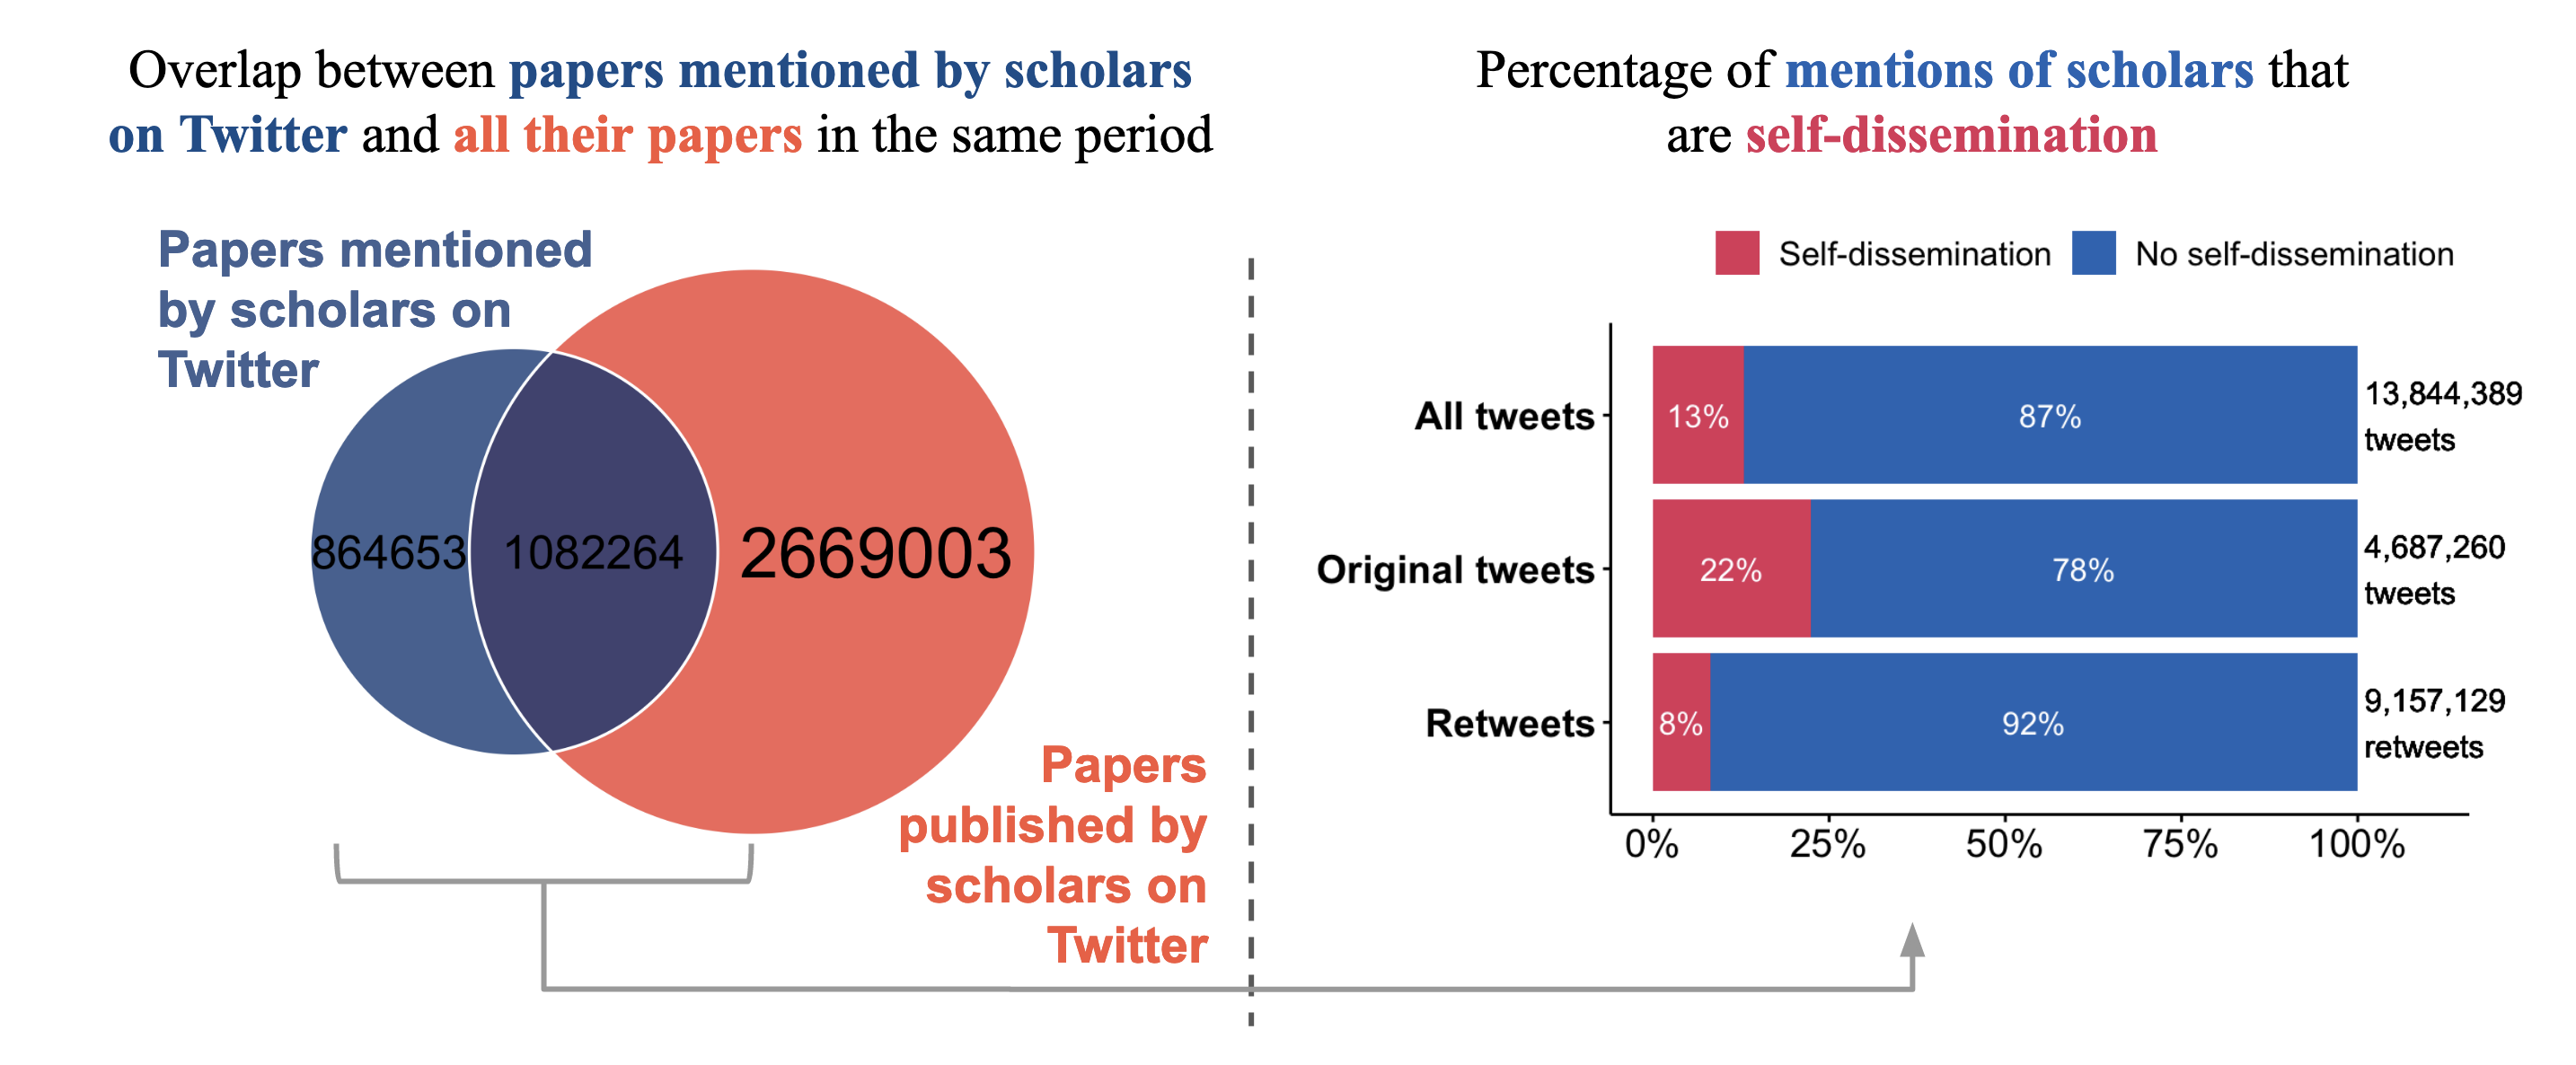 Overlap between papers mentioned by scholars
on Twitter and all their papers in the same period
Papers mentioned
by scholars on
Twitter
864653
1082264
2669003
Papers
published by
scholars on
Twitter
Percentage of mentions of scholars that
are self-dissemination
Self-dissemination
No self-dissemination
All tweets
13%
87%
13,844,389
tweets
Original tweets
22%
78%
4,687,260
tweets
Retweets
8%
92%
9,157,129
retweets
0%
25%
50%
75%
100%